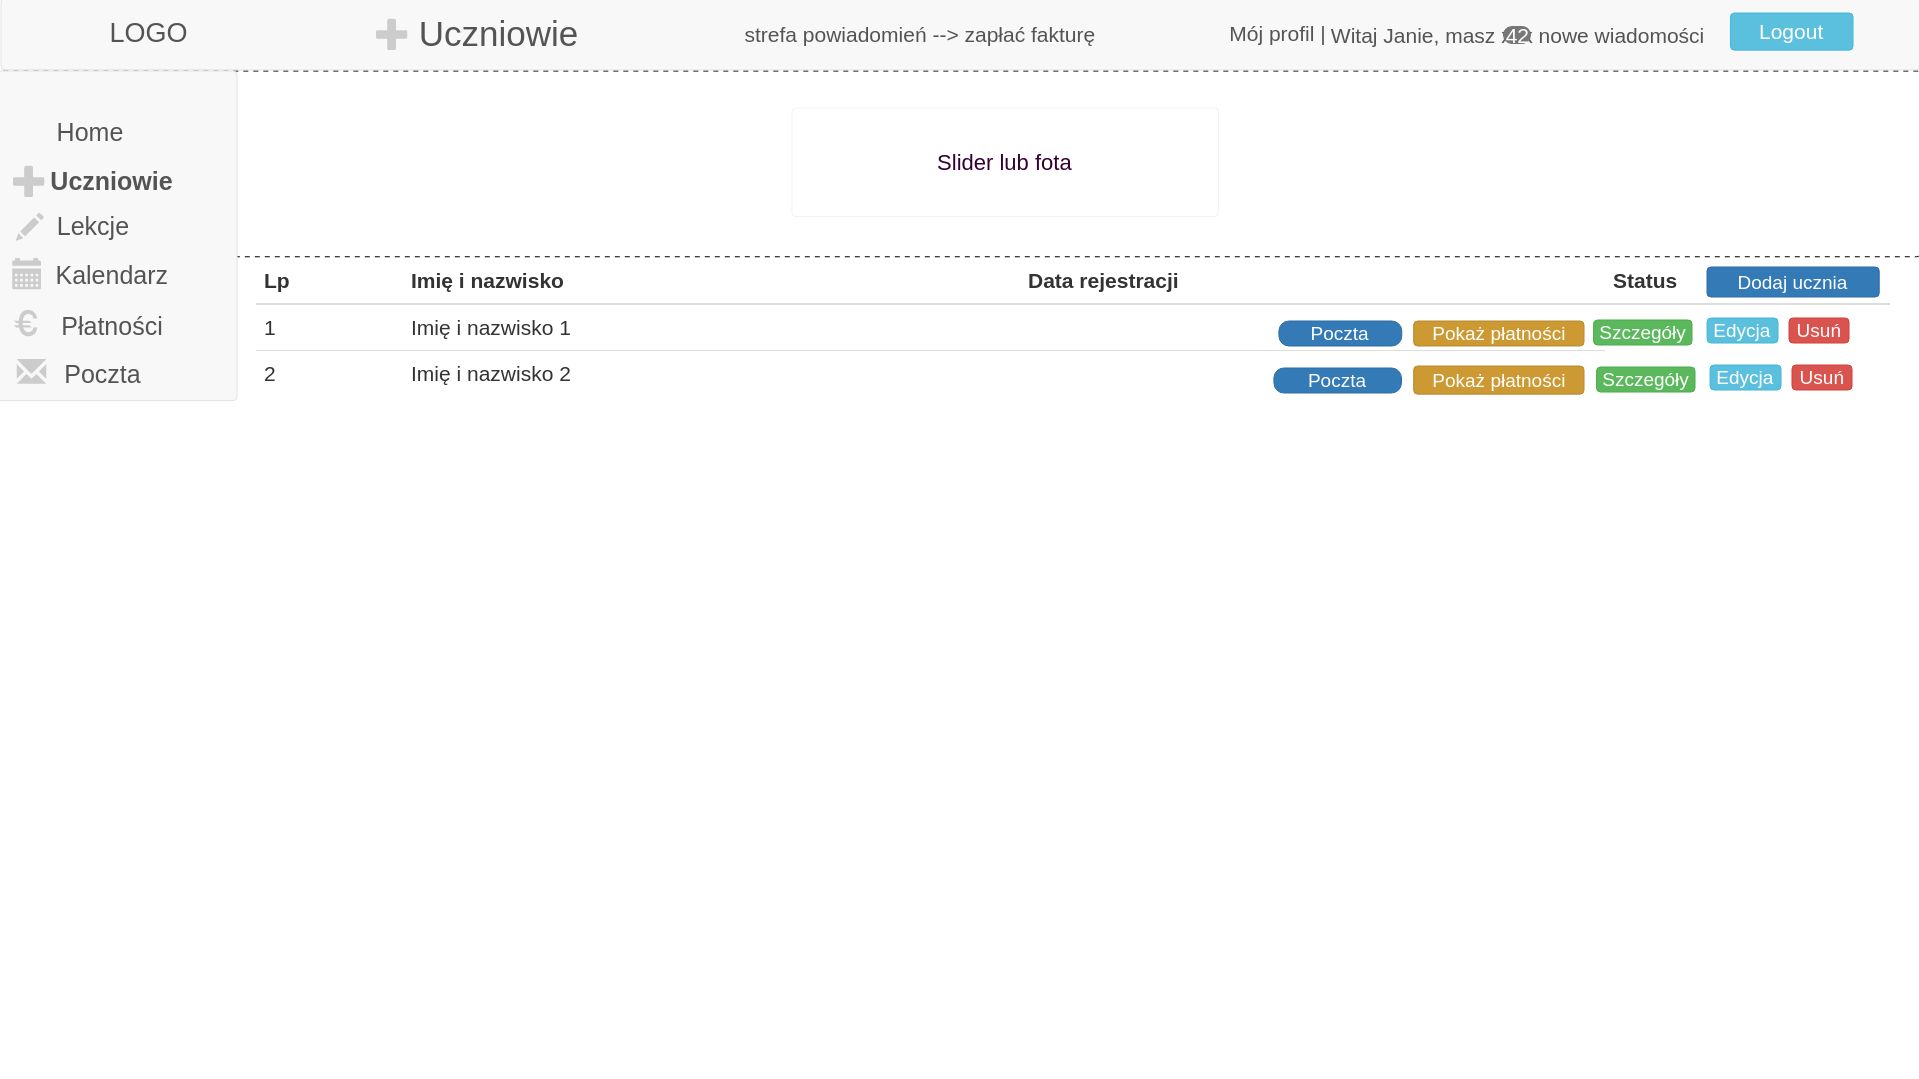 LOGO
Uczniowie
strefa powiadomień --> zapłać fakturę
Mój profil | Witaj Janie, masz 42 nowe wiadomości
Logout
Home
Uczniowie
Lekcje
Kalendarz
€ Płatności
Poczta
Slider lub fota
Lp Imię i nazwisko Data rejestracji Status Dodaj ucznia
1 Imię i nazwisko 1 Poczta Pokaż płatności Szczegóły Edycja Usuń
2 Imię i nazwisko 2 Poczta Pokaż płatności Szczegóły Edycja Usuń